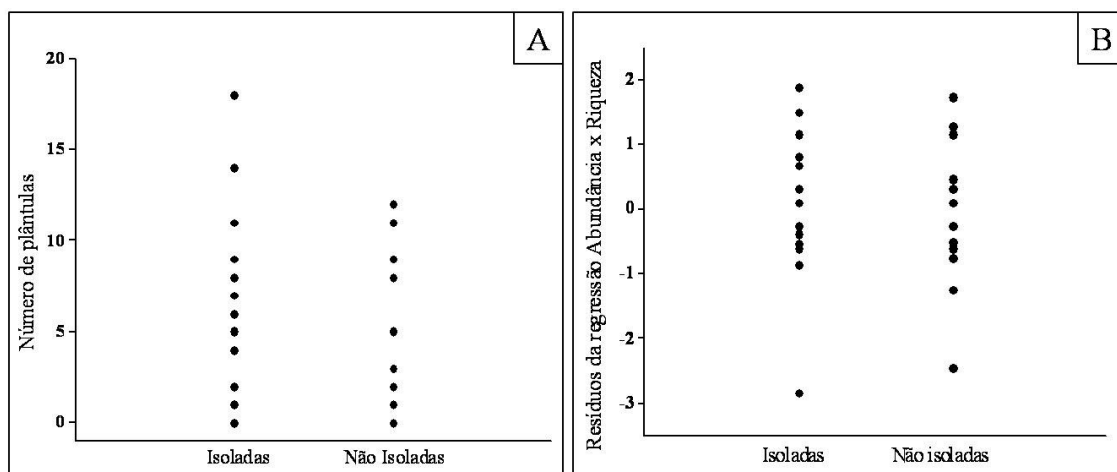 A
Número de plântulas
20
15
10
5
0
Isoladas
Não Isoladas
B
Resíduos da regressão Abundância x Riqueza
2
1
0
-1
-2
-3
Isoladas
Não isoladas